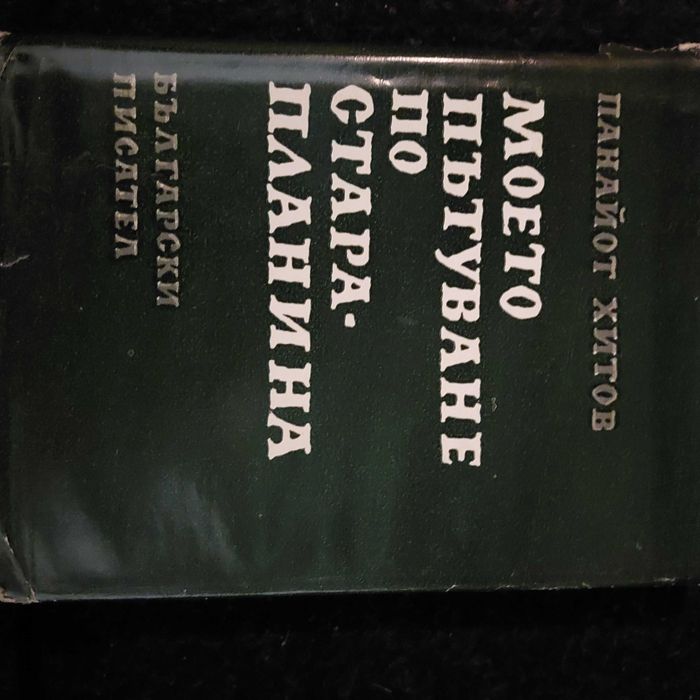 ПАНАЙОТ ХИТОВ
МОЕТО
ПЪТУВАНЕ
ПО
СТАРА-
ПЛАНИНА
БЪЛГАРСКИ
ПИСАТЕЛ